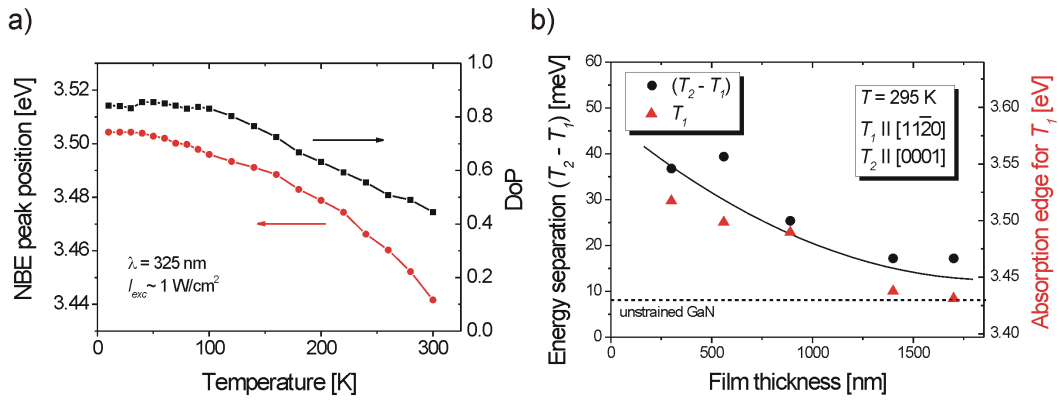 a)
b)
NBE peak position [eV]
3.52
3.50
3.48
3.46
3.44
1.0
0.8
0.6
0.4
0.2
0.0
DoP
λ = 325 nm
Iexc~ 1 W/cm²
0
100
200
300
Temperature [K]
Energy separation (T₂ - T₁) [meV]
60
50
40
30
20
10
0
(T₂ - T₁)
T₁
T = 295 K
T₁ || [112̅0]
T₂ || [0001]
unstrained GaN
3.60
3.55
3.50
3.45
3.40
Absorption edge for T₁ [eV]
0
500
1000
1500
Film thickness [nm]